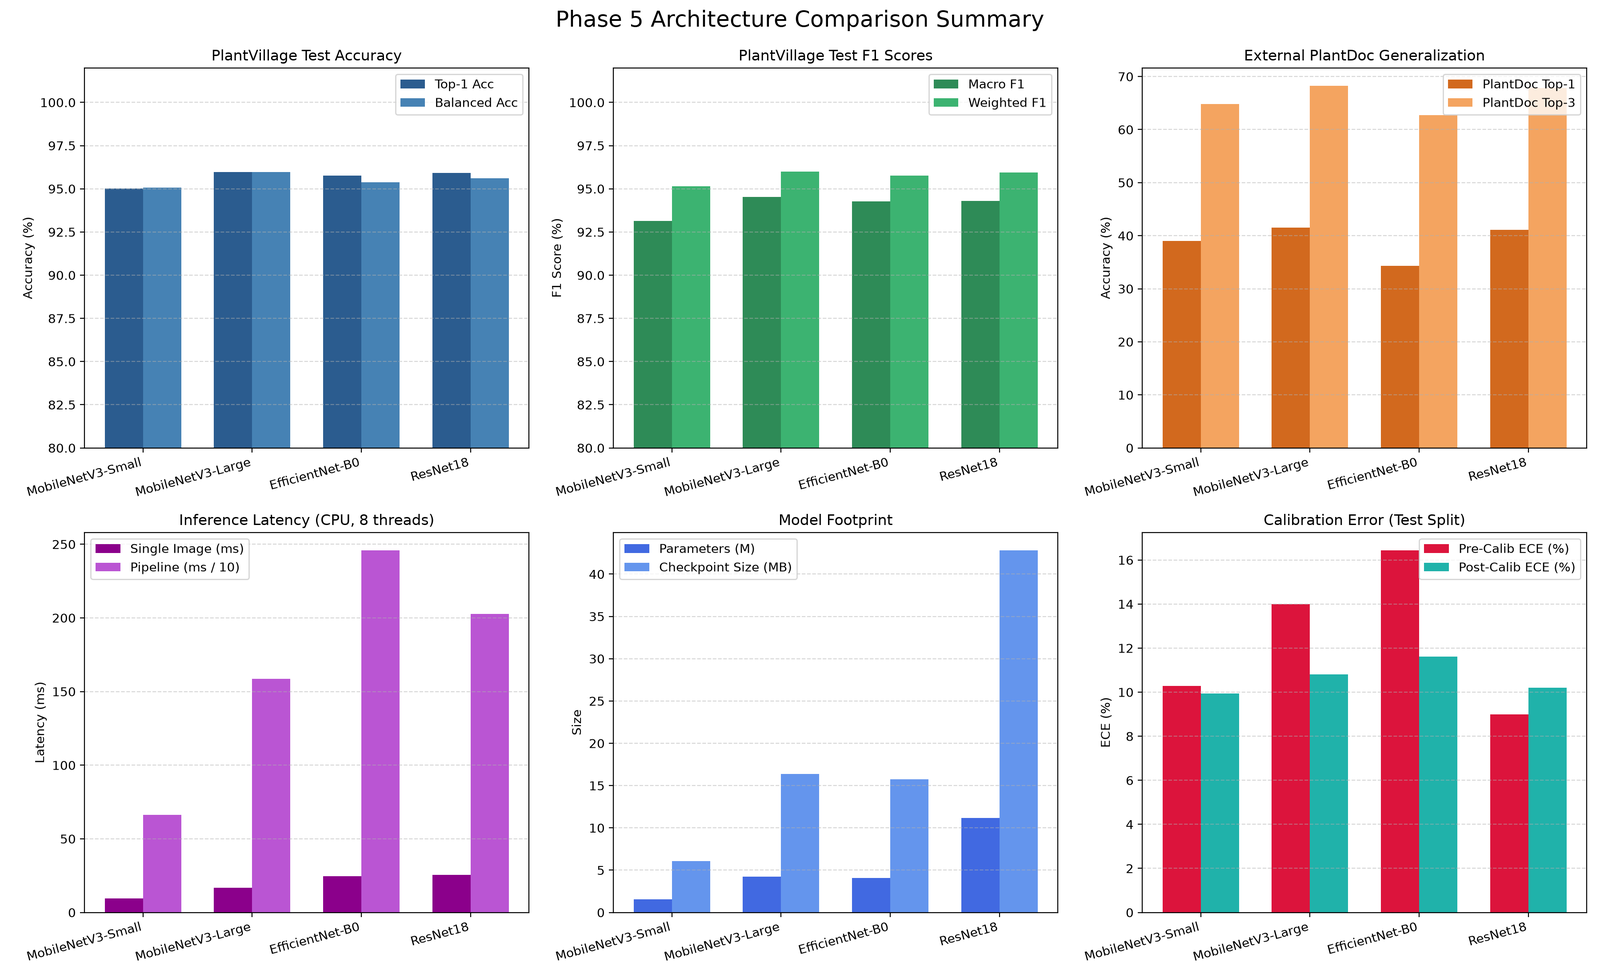 Phase 5 Architecture Comparison Summary
PlantVillage Test Accuracy
Top-1 Acc
Balanced Acc
Accuracy (%)
100.0
97.5
95.0
92.5
90.0
87.5
85.0
82.5
80.0
MobileNetV3-Small
MobileNetV3-Large
EfficientNet-B0
ResNet18
PlantVillage Test F1 Scores
Macro F1
Weighted F1
F1 Score (%)
100.0
97.5
95.0
92.5
90.0
87.5
85.0
82.5
80.0
MobileNetV3-Small
MobileNetV3-Large
EfficientNet-B0
ResNet18
External PlantDoc Generalization
PlantDoc Top-1
PlantDoc Top-3
Accuracy (%)
70
60
50
40
30
20
10
0
MobileNetV3-Small
MobileNetV3-Large
EfficientNet-B0
ResNet18
Inference Latency (CPU, 8 threads)
Single Image (ms)
Pipeline (ms / 10)
Latency (ms)
250
200
150
100
50
0
MobileNetV3-Small
MobileNetV3-Large
EfficientNet-B0
ResNet18
Model Footprint
Parameters (M)
Checkpoint Size (MB)
Size
40
35
30
25
20
15
10
5
0
MobileNetV3-Small
MobileNetV3-Large
EfficientNet-B0
ResNet18
Calibration Error (Test Split)
Pre-Calib ECE (%)
Post-Calib ECE (%)
ECE (%)
16
14
12
10
8
6
4
2
0
MobileNetV3-Small
MobileNetV3-Large
EfficientNet-B0
ResNet18